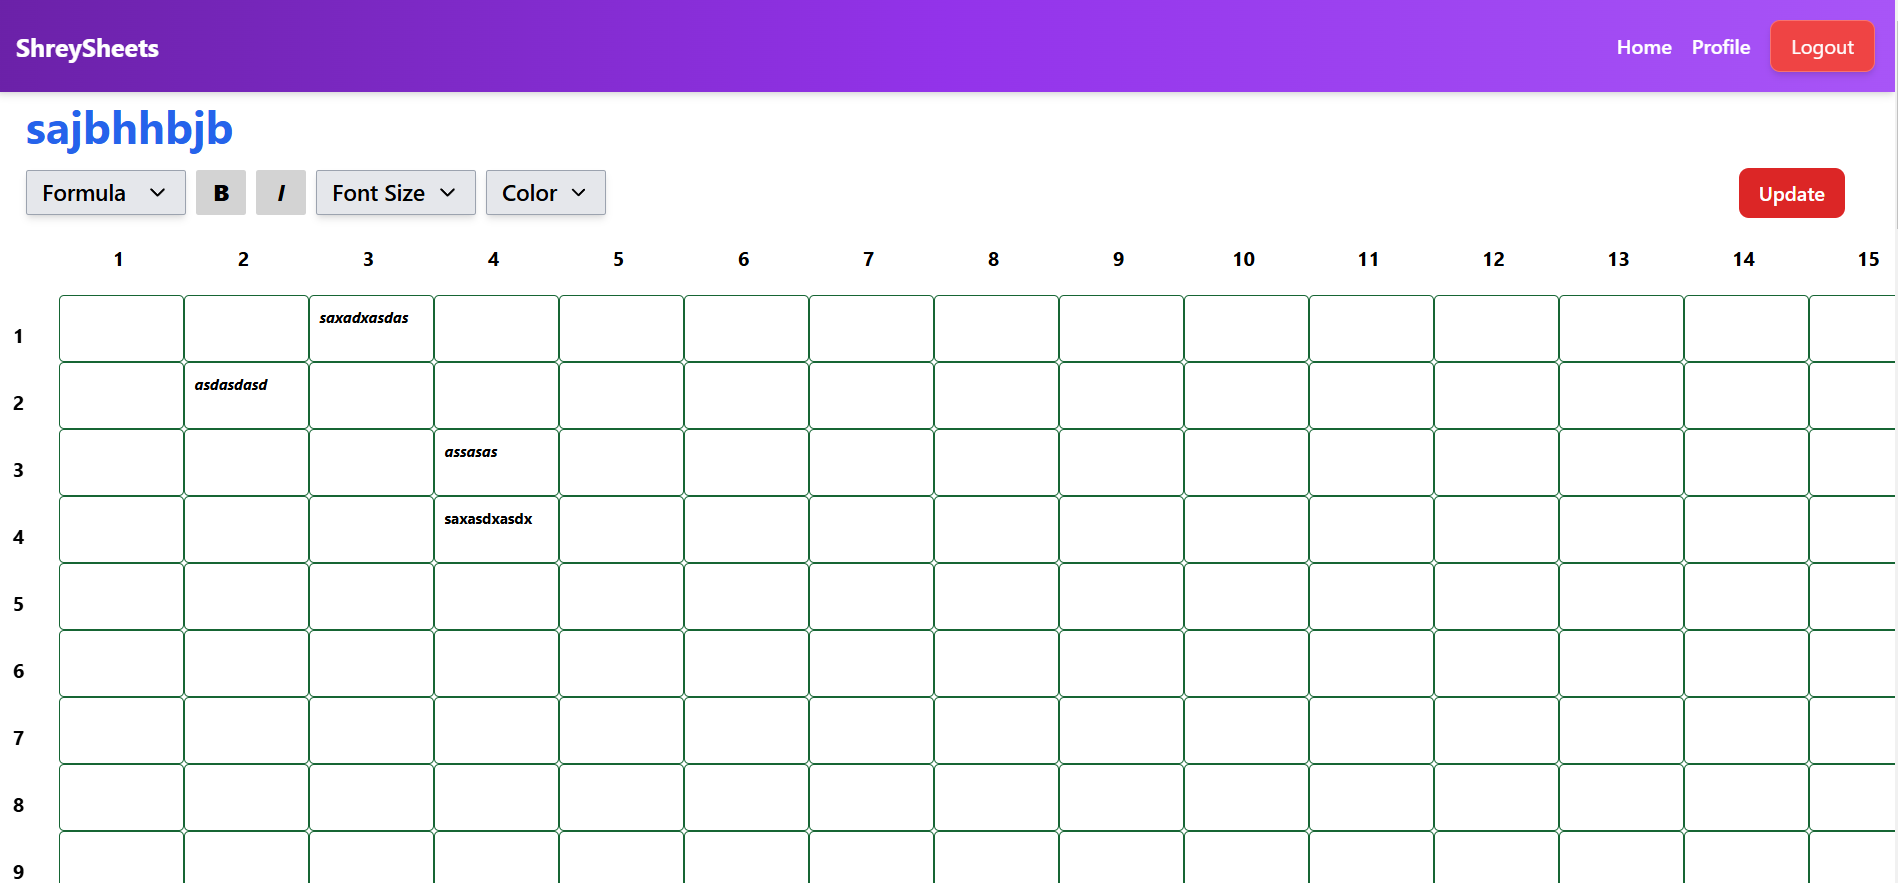 ShreySheets Home Profile Logout
sajbhhbjb
Formula B I Font Size Color Update
1 2 3 4 5 6 7 8 9 10 11 12 13 14 15
1 saxadxasdas
2 asdasdasd
3 assasas
4 saxasdxasdx
5
6
7
8
9